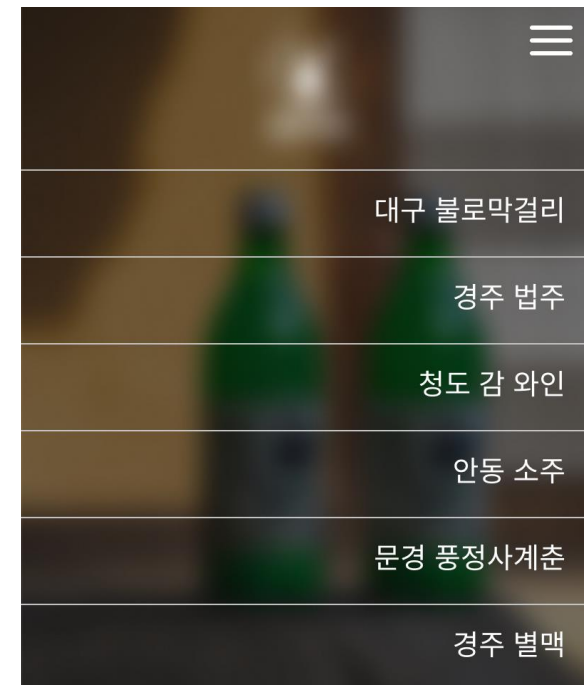 대구 불로막걸리
경주 법주
청도 감 와인
안동 소주
문경 풍정사계춘
경주 별맥